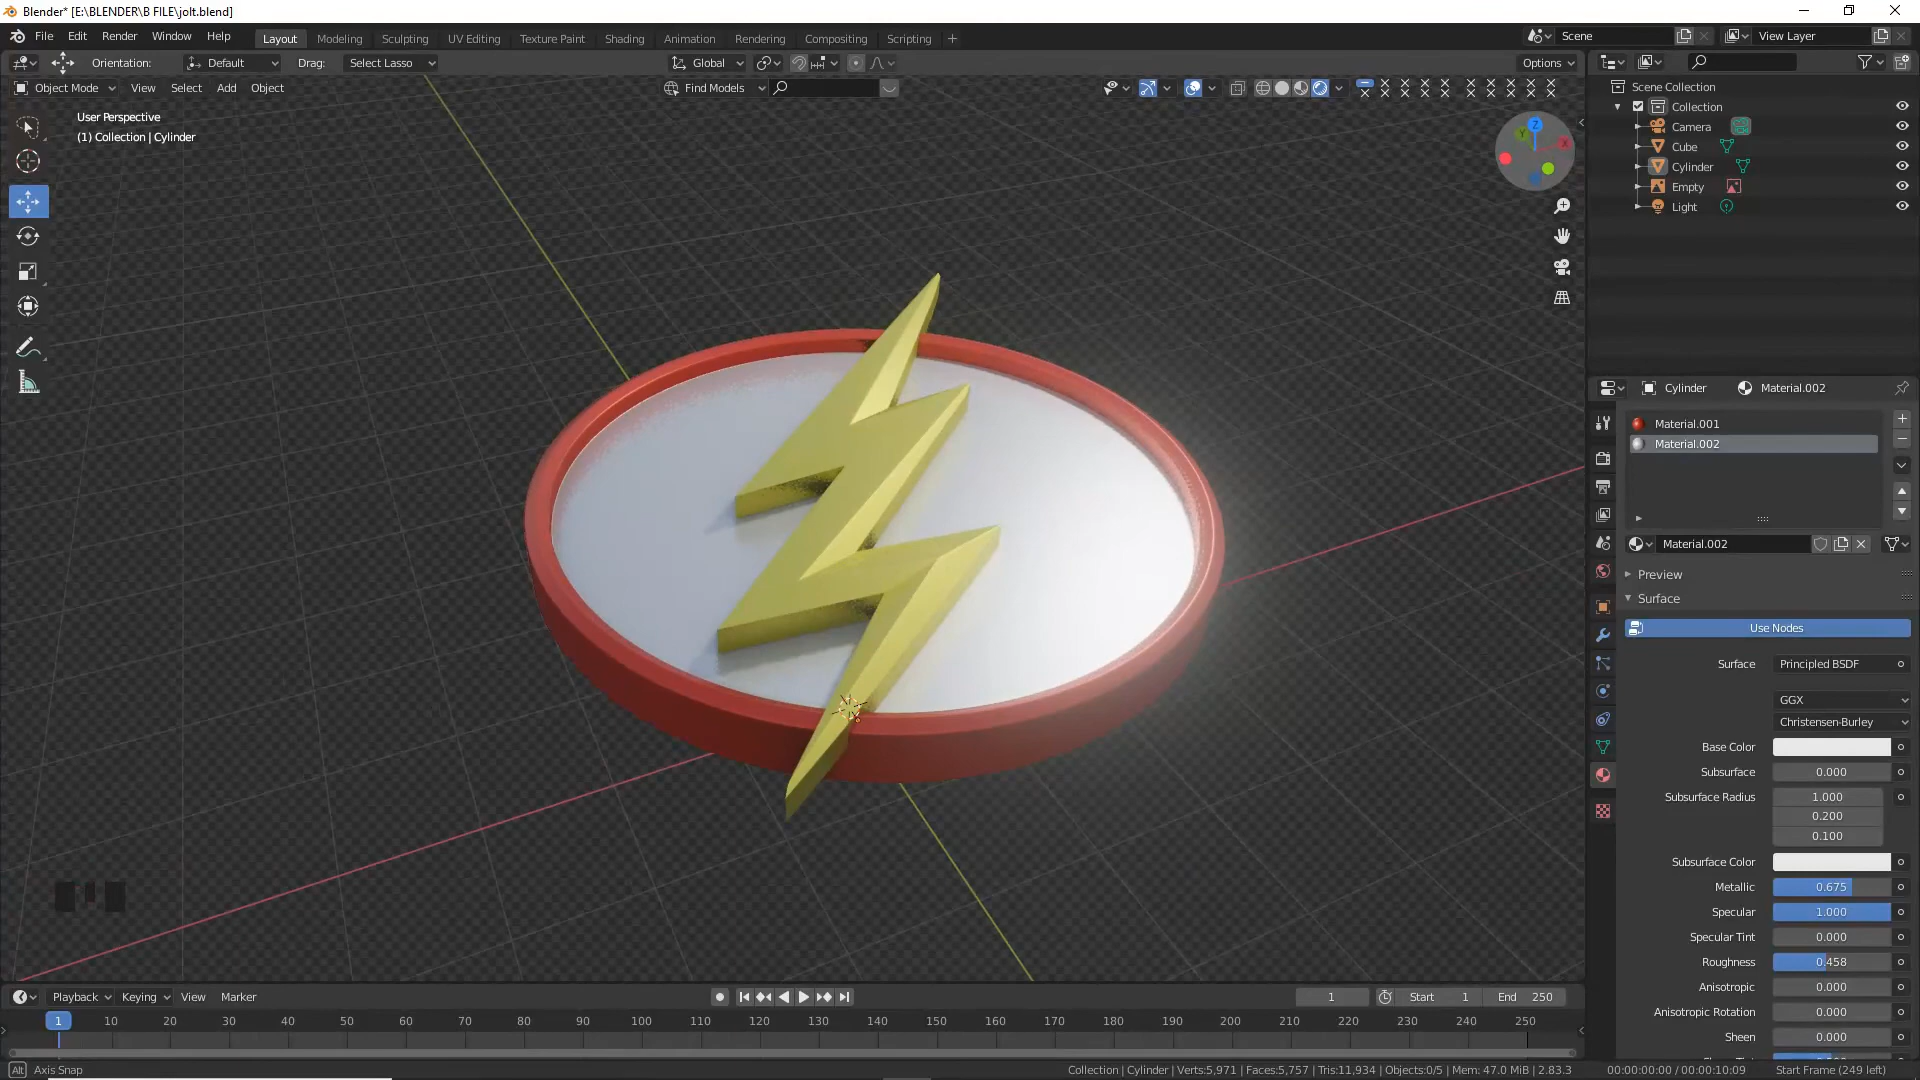 Blender* [E:\BLENDER\B FILE\jolt.blend]
File Edit Render Window Help
Layout Modeling Sculpting UV Editing Texture Paint Shading Animation Rendering Compositing Scripting +
Scene
View Layer
Orientation: Default Drag: Select Lasso
Global
Options
Object Mode View Select Add Object
Find Models
User Perspective
(1) Collection | Cylinder
Z
Y
X
Scene Collection
Collection
Camera
Cube
Cylinder
Empty
Light
Cylinder Material.002
Material.001
Material.002
Material.002
Preview
Surface
Use Nodes
Surface Principled BSDF
GGX
Christensen-Burley
Base Color
Subsurface 0.000
Subsurface Radius 1.000
0.200
0.100
Subsurface Color
Metallic 0.675
Specular 1.000
Specular Tint 0.000
Roughness 0.458
Anisotropic 0.000
Anisotropic Rotation 0.000
Sheen 0.000
Playback Keying View Marker
1 Start 1 End 250
1 10 20 30 40 50 60 70 80 90 100 110 120 130 140 150 160 170 180 190 200 210 220 230 240 250
Alt Axis Snap
Collection | Cylinder | Verts:5,971 | Faces:5,757 | Tris:11,934 | Objects:0/5 | Mem: 47.0 MiB | 2.83.3
00:00:00:00 / 00:00:10:09 Start Frame (249 left)